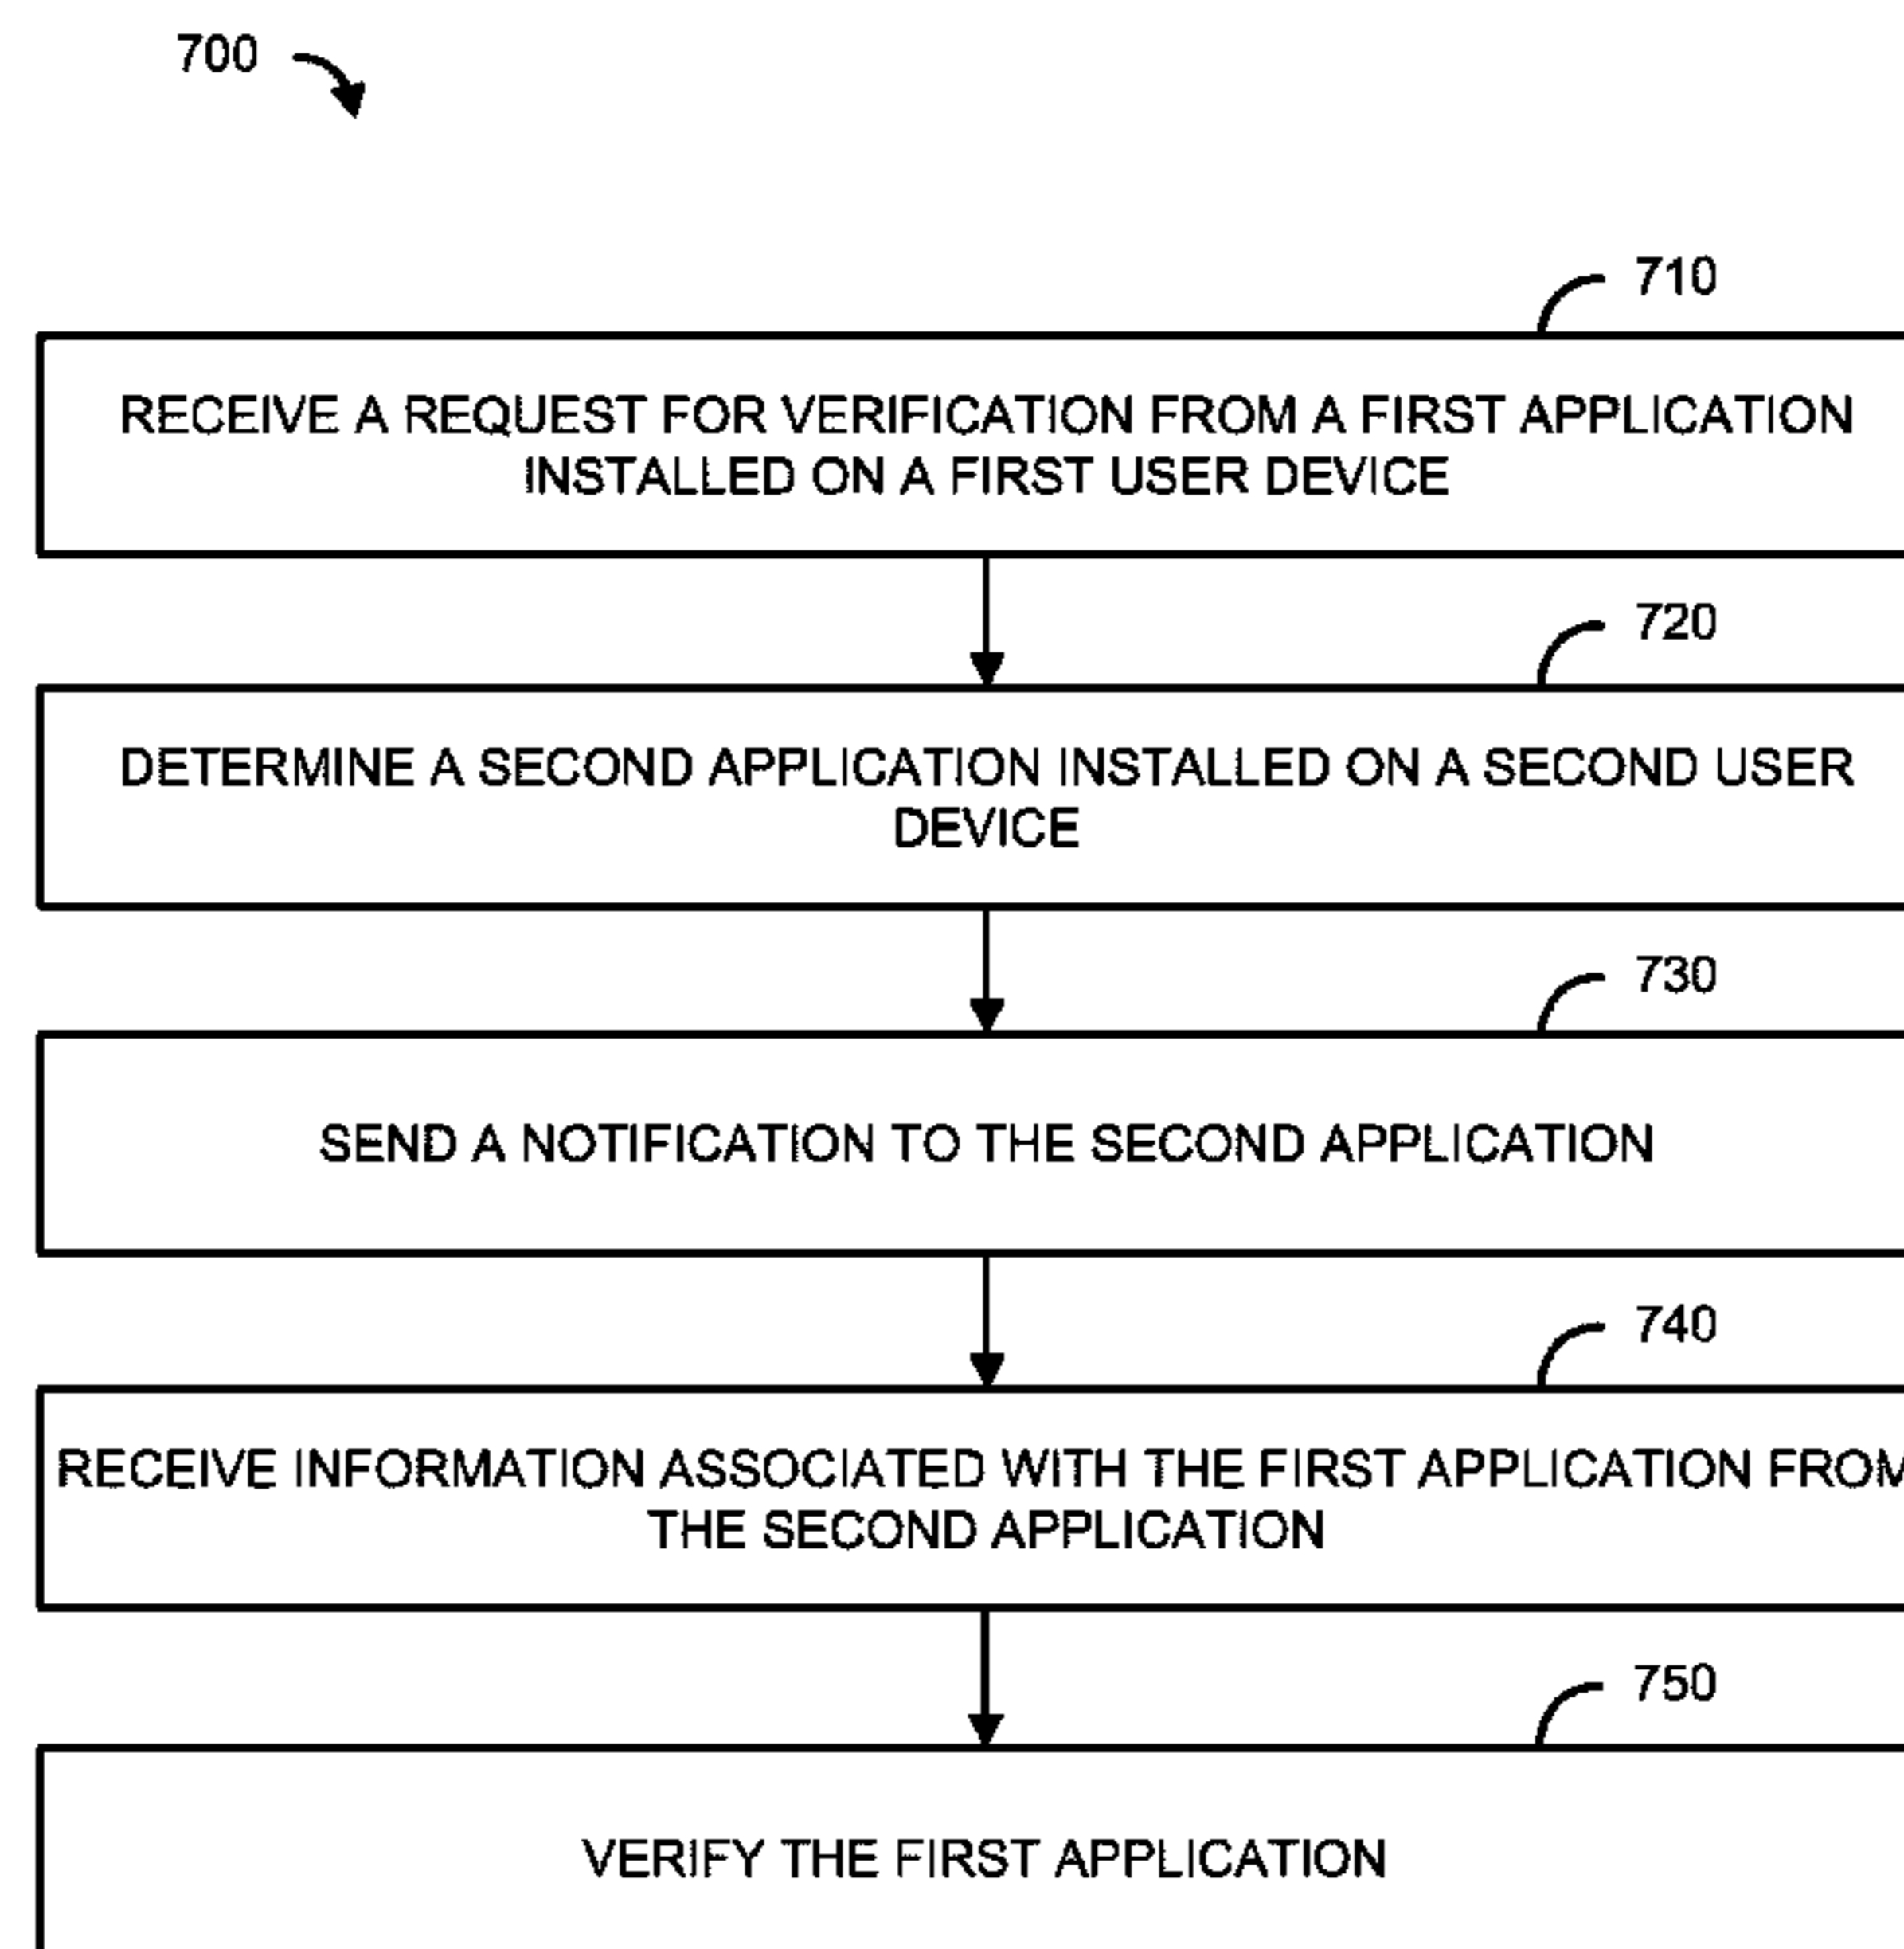 700
710
RECEIVE A REQUEST FOR VERIFICATION FROM A FIRST APPLICATION
INSTALLED ON A FIRST USER DEVICE
720
DETERMINE A SECOND APPLICATION INSTALLED ON A SECOND USER
DEVICE
730
SEND A NOTIFICATION TO THE SECOND APPLICATION
740
RECEIVE INFORMATION ASSOCIATED WITH THE FIRST APPLICATION FROM
THE SECOND APPLICATION
750
VERIFY THE FIRST APPLICATION